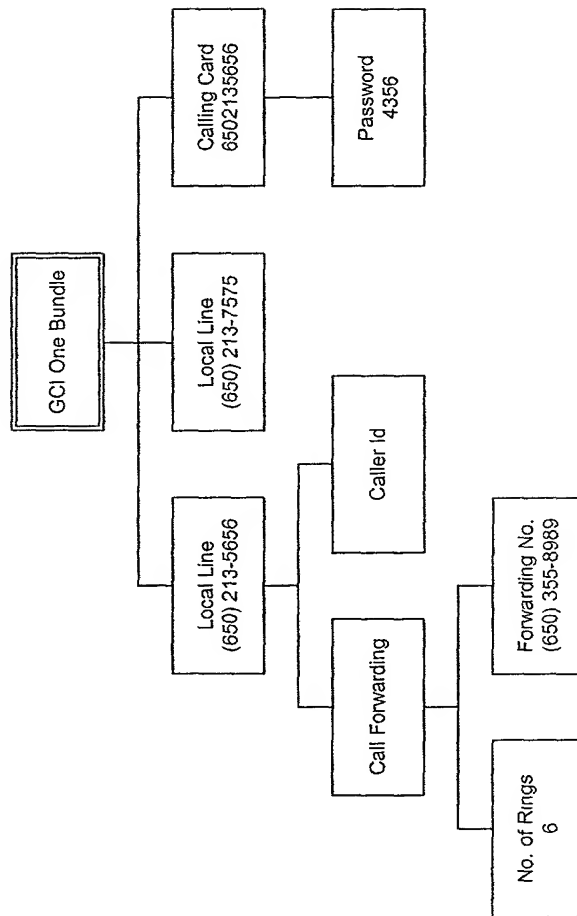 GCI One Bundle
Local Line
(650) 213-5656
Local Line
(650) 213-7575
Calling Card
6502135656
Call Forwarding
Caller Id
Password
4356
No. of Rings
6
Forwarding No.
(650) 355-8989